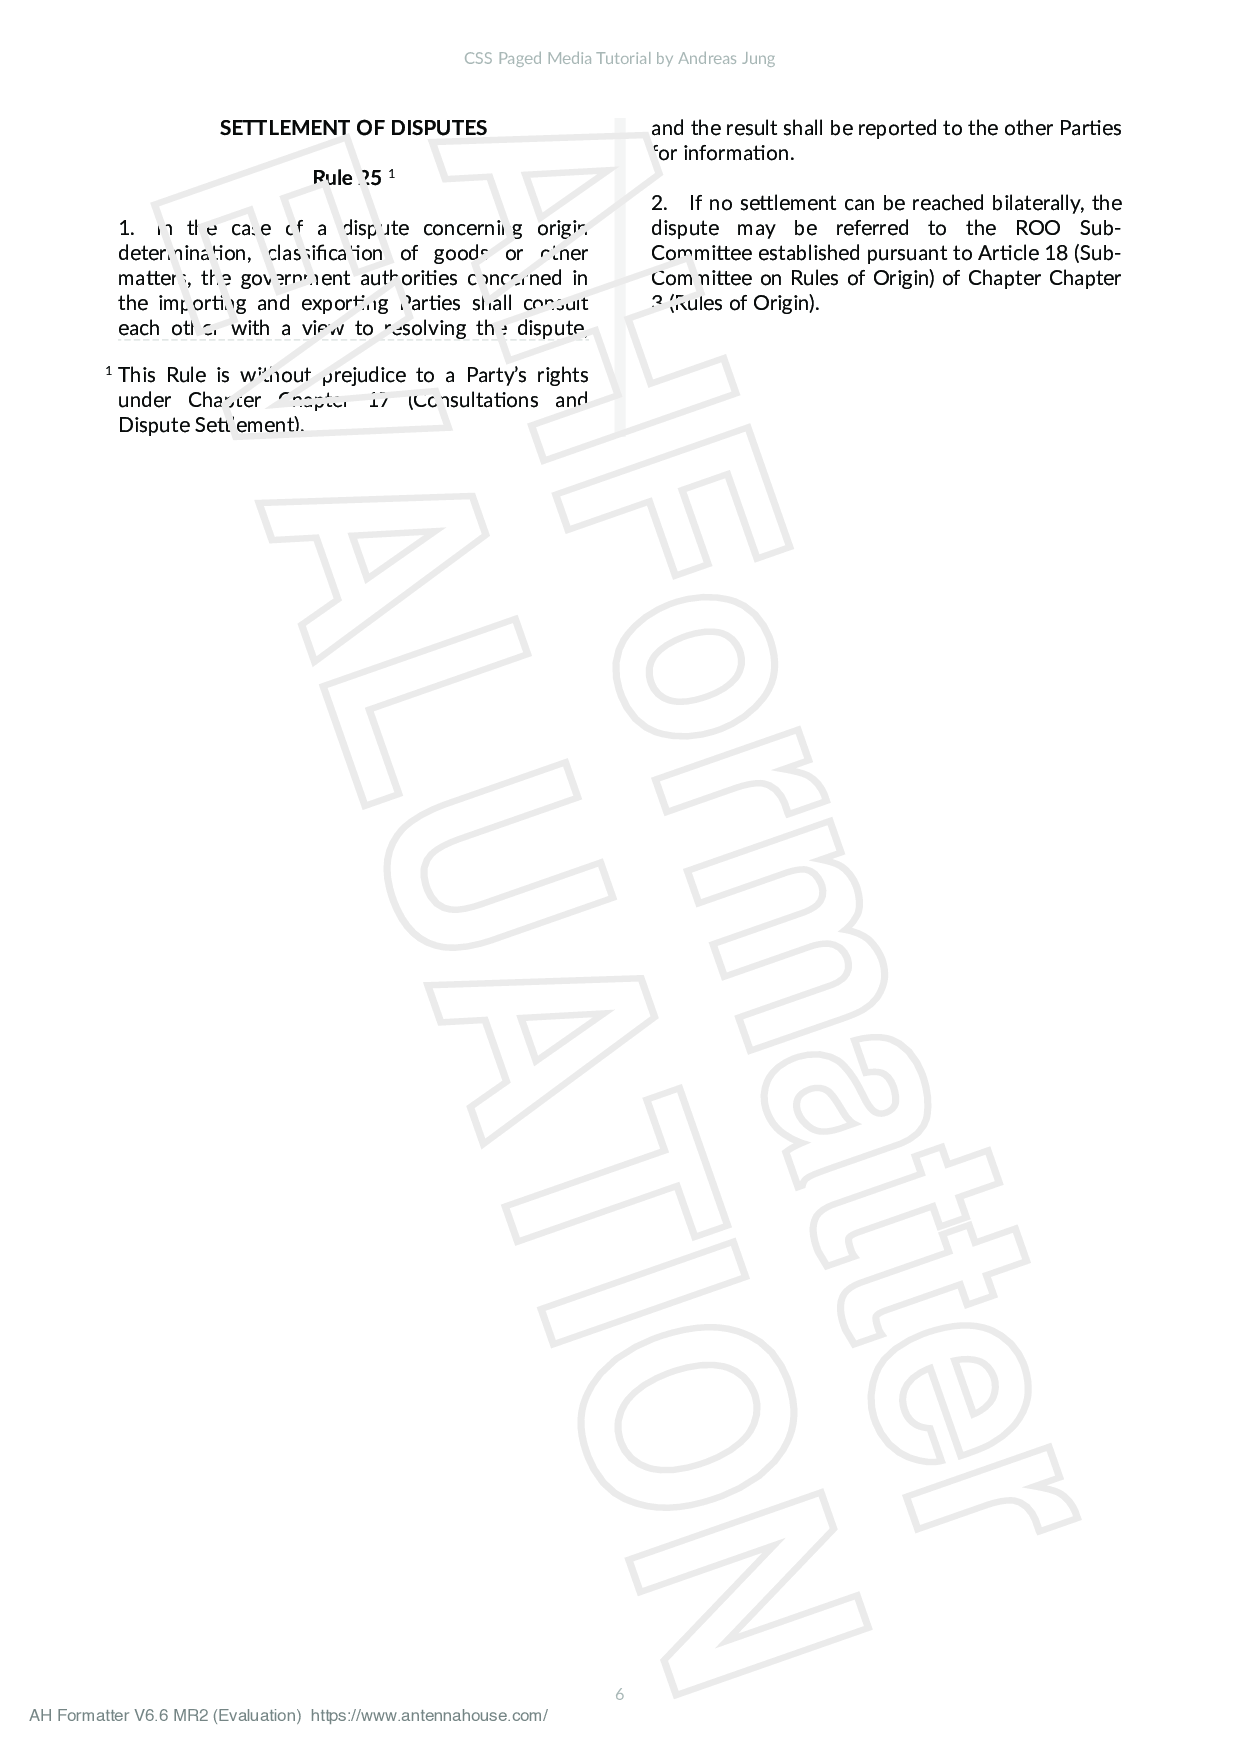 CSS Paged Media Tutorial by Andreas Jung
SETTLEMENT OF DISPUTES
Rule 25 1
1. In the case of a dispute concerning origin
determination, classification of goods or other
matters, the government authorities concerned in
the importing and exporting Parties shall consult
each other with a view to resolving the dispute,
1 This Rule is without prejudice to a Party’s rights
under Chapter Chapter 17 (Consultations and
Dispute Settlement).
and the result shall be reported to the other Parties
for information.
2. If no settlement can be reached bilaterally, the
dispute may be referred to the ROO Sub-
Committee established pursuant to Article 18 (Sub-
Committee on Rules of Origin) of Chapter Chapter
3 (Rules of Origin).
AH Formatter
EVALUATION
6
AH Formatter V6.6 MR2 (Evaluation) https://www.antennahouse.com/